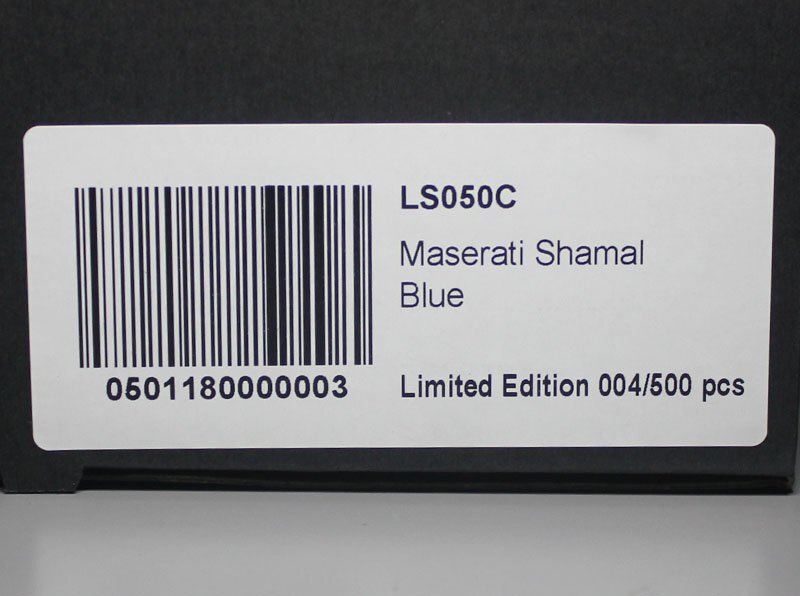 LS050C
Maserati Shamal
Blue
0501180000003
Limited Edition 004/500 pcs